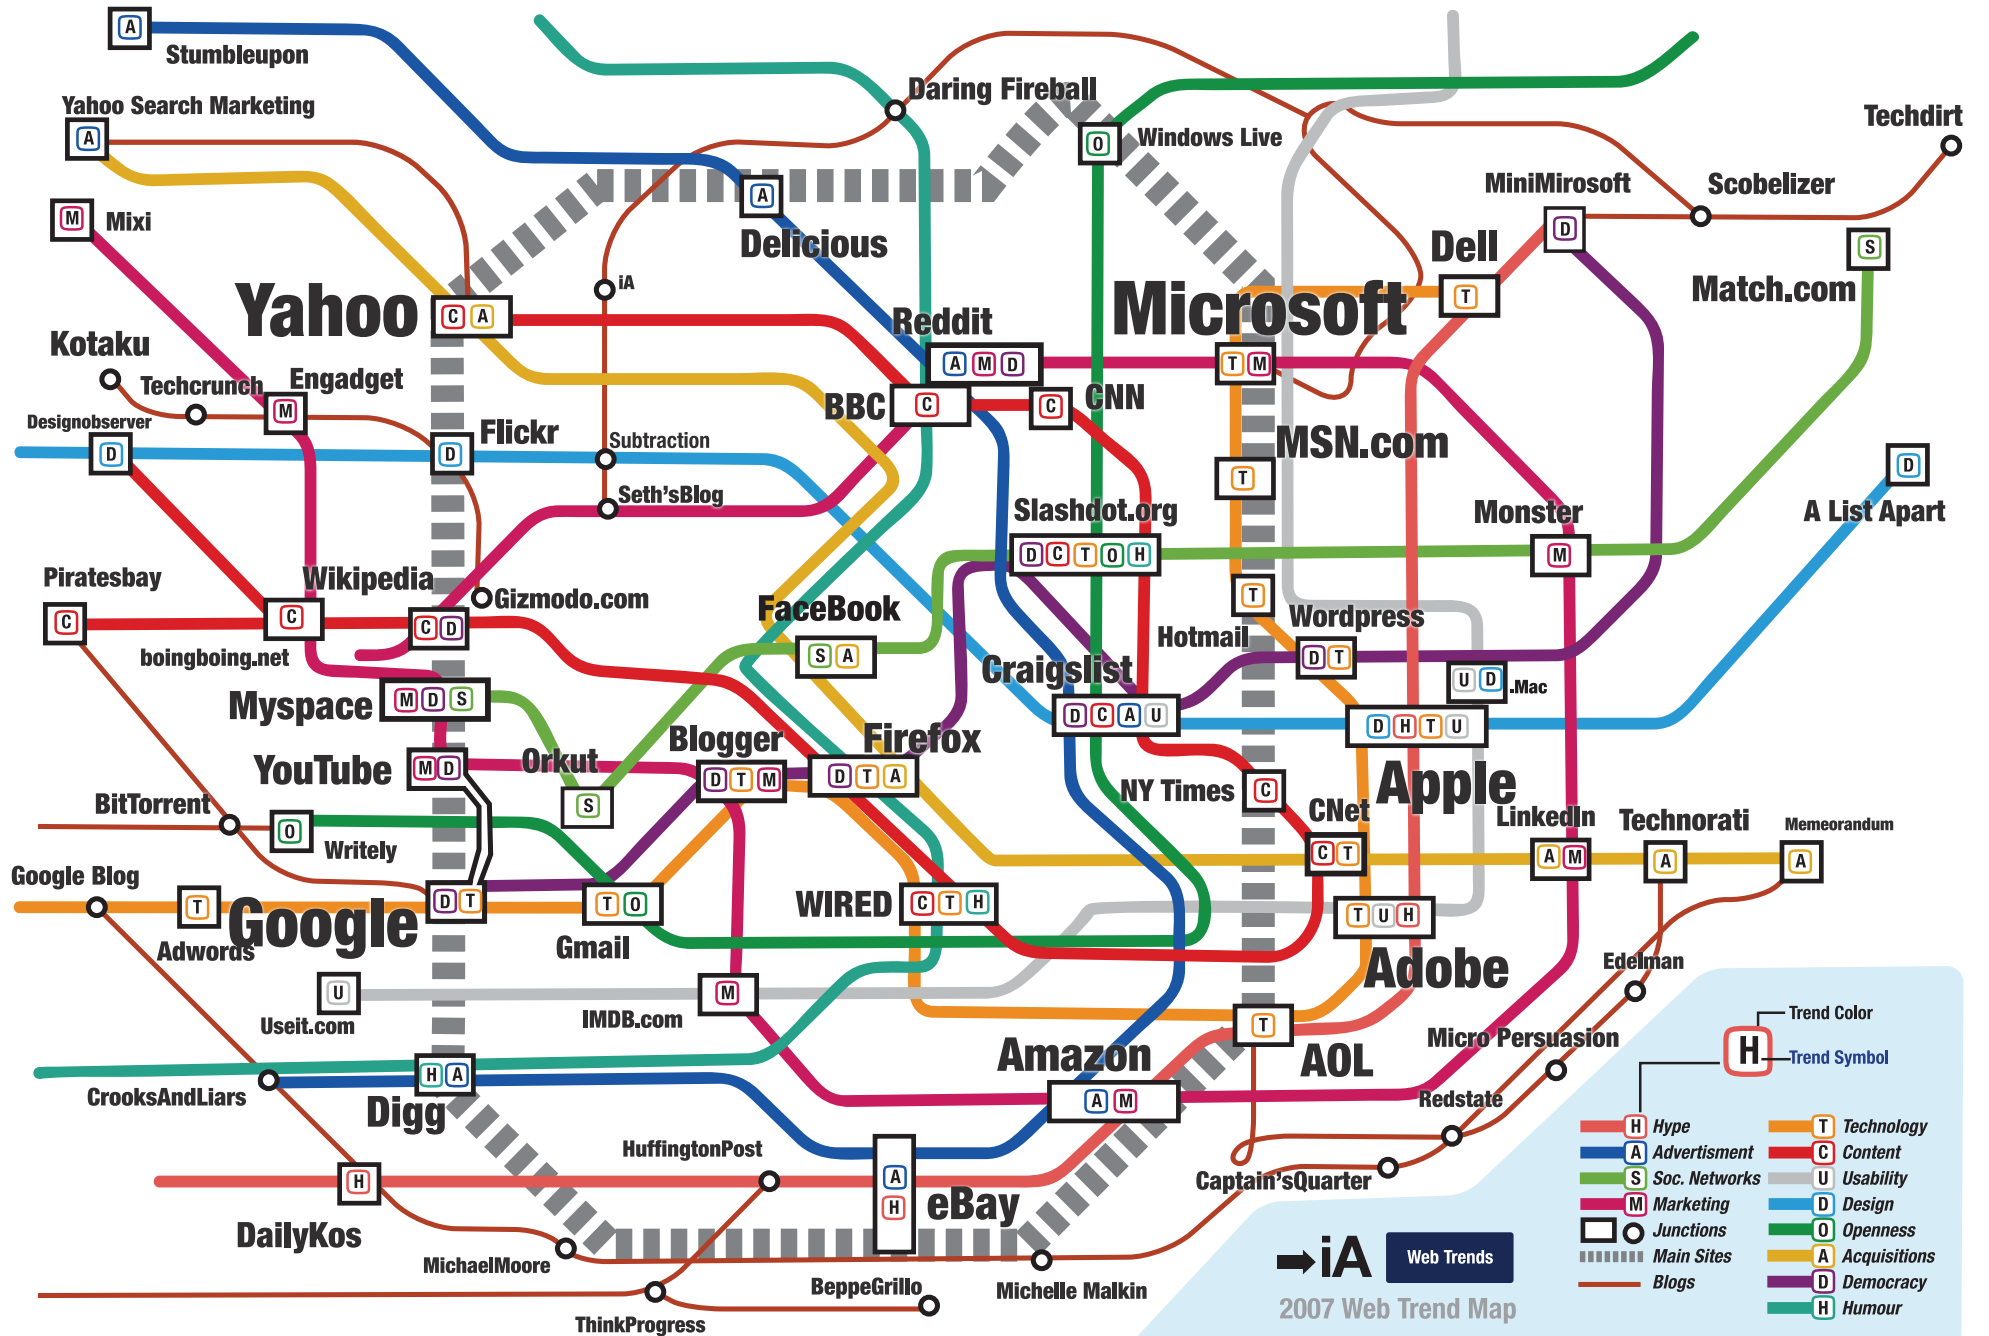 A
Stumbleupon
Daring Fireball
Yahoo Search Marketing
A
Techdirt
O
Windows Live
MiniMirosoft
Scobelizer
M
Mixi
A
Delicious
D
Dell
S
Match.com
iA
T
Yahoo
C A
Microsoft
Reddit
A M D
T M
Kotaku
Techcrunch
Engadget
M
BBC
C
C
CNN
Designobserver
D
D
Flickr
Subtraction
MSN.com
T
D
A List Apart
Seth'sBlog
Slashdot.org
D C T O H
Monster
M
Piratesbay
C
Wikipedia
C
C D
Gizmodo.com
boingboing.net
FaceBook
S A
T
Hotmail
Wordpress
D T
Craigslist
D C A U
U D
.Mac
Myspace
M D S
D H T U
Apple
YouTube
M D
Orkut
S
Blogger
D T M
Firefox
D T A
NY Times
C
CNet
C T
LinkedIn
A M
Technorati
A
Memeorandum
A
BitTorrent
O
Writely
Google Blog
T
Adwords
Google
D T
T O
Gmail
WIRED
C T H
T U H
Adobe
U
Useit.com
M
IMDB.com
Edelman
T
AOL
Micro Persuasion
Amazon
A M
Redstate
CrooksAndLiars
H A
Digg
HuffingtonPost
Captain'sQuarter
H
DailyKos
A
H
eBay
MichaelMoore
BeppeGrillo
Michelle Malkin
ThinkProgress
Trend Color
H
Trend Symbol
H Hype
A Advertisment
S Soc. Networks
M Marketing
Junctions
Main Sites
Blogs
T Technology
C Content
U Usability
D Design
O Openness
A Acquisitions
D Democracy
H Humour
iA
Web Trends
2007 Web Trend Map